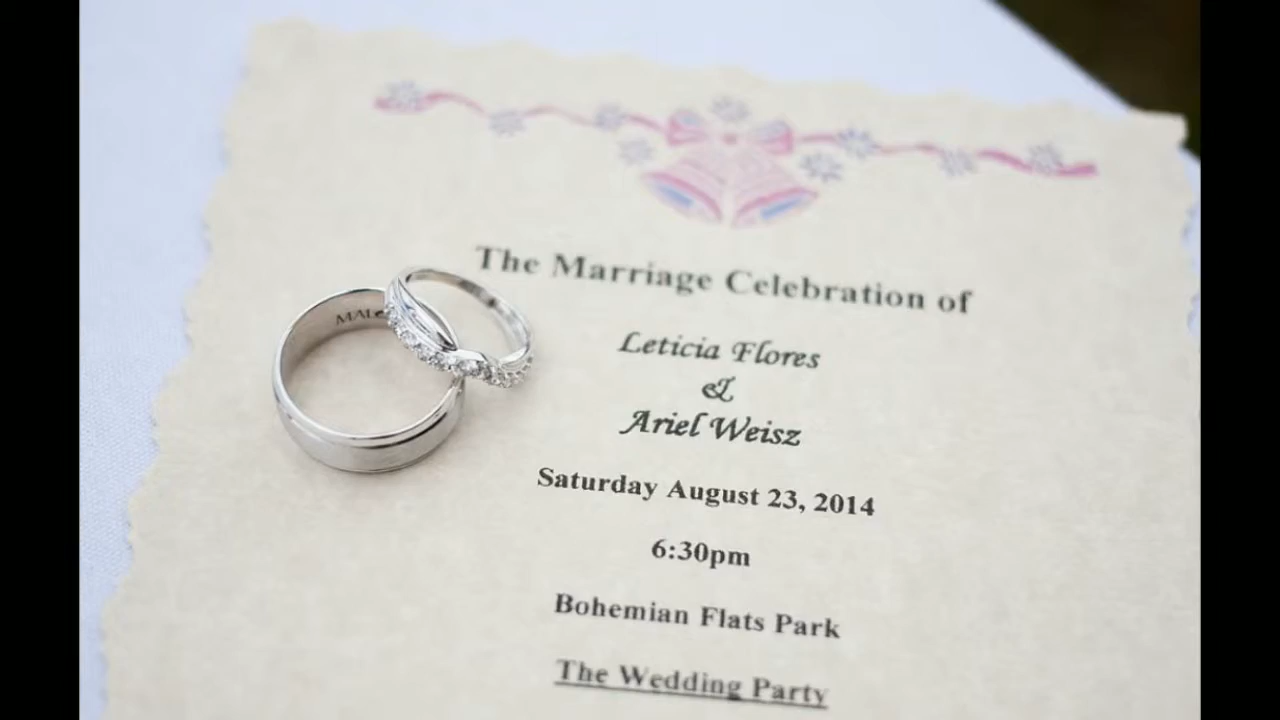 The Marriage Celebration of
Leticia Flores
&
Ariel Weisz
Saturday August 23, 2014
6:30pm
Bohemian Flats Park
The Wedding Party